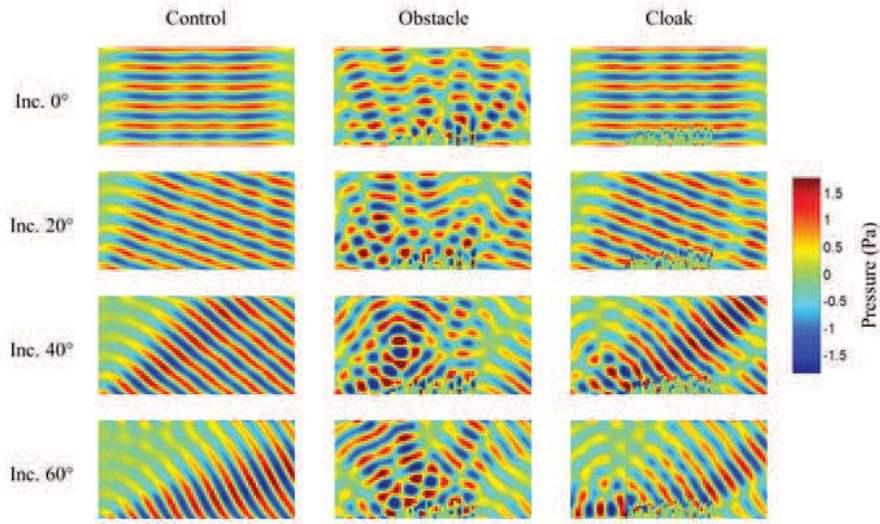 Control Obstacle Cloak
Inc. 0°
Inc. 20°
Inc. 40°
Inc. 60°
1.5
1
0.5
0
-0.5
-1
-1.5
Pressure (Pa)